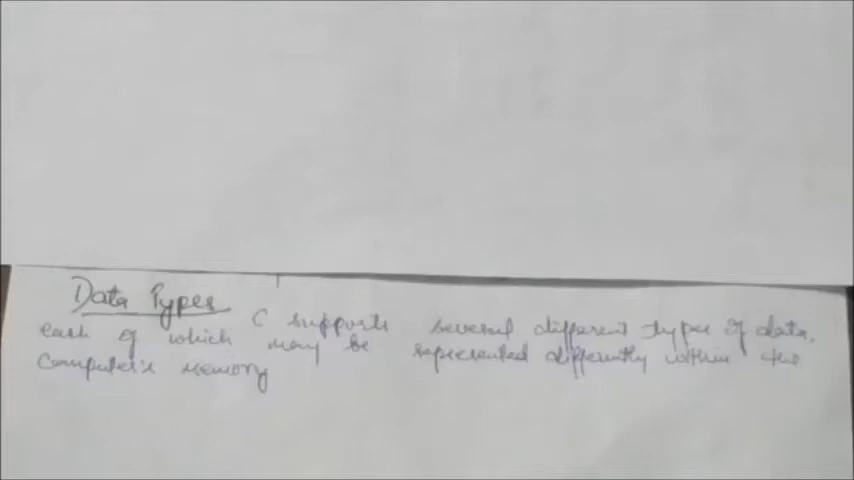 Data Types
C supports several different types of data,
each of which may be represented differently within the
Computer's memory